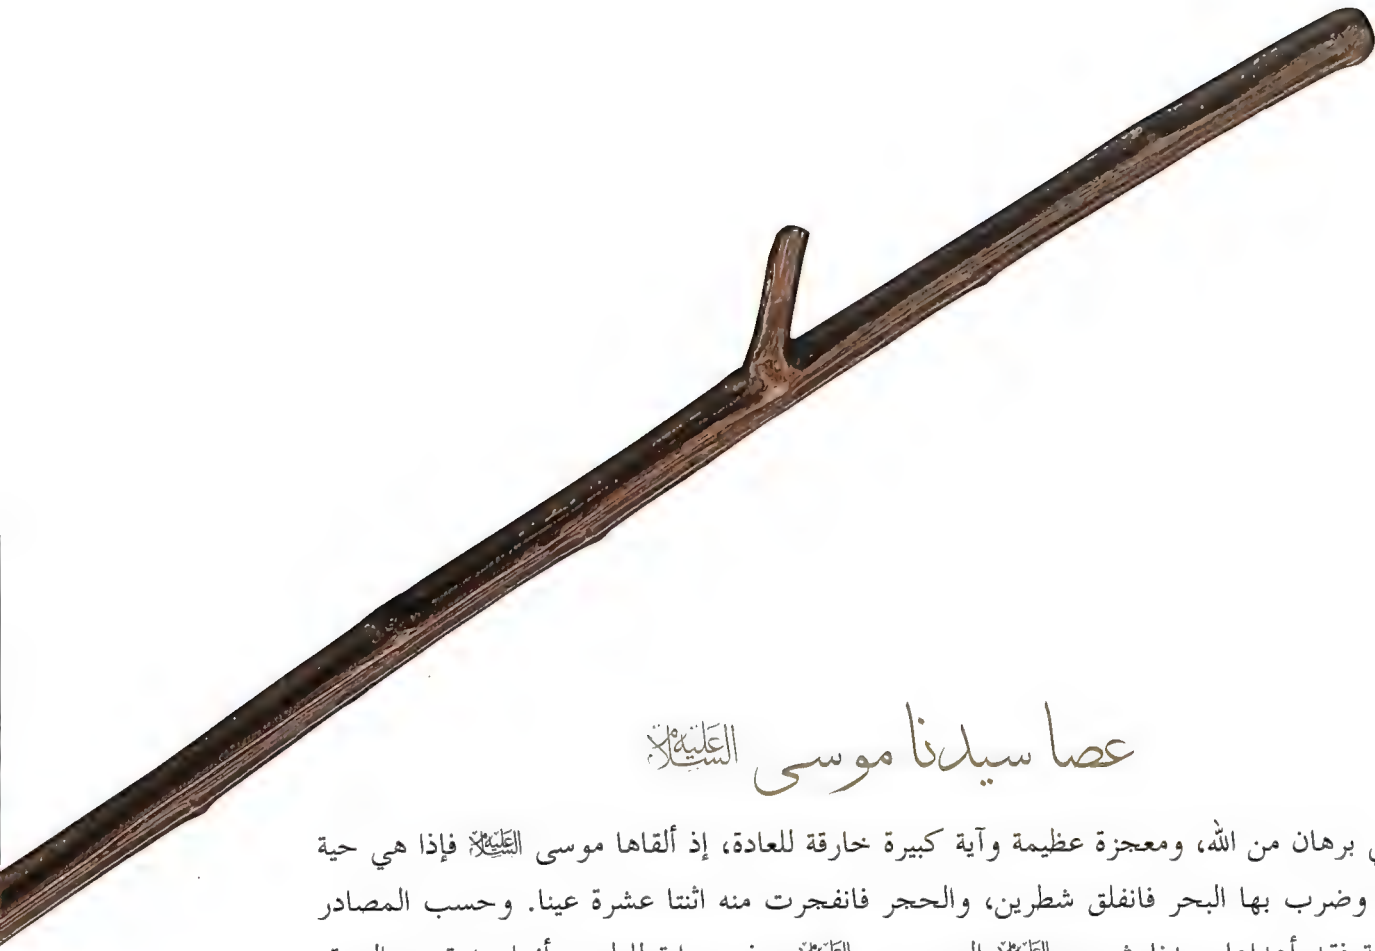 عصا سيدنا موسى عليه السلام
برهان من الله، ومعجزة عظيمة وآية كبيرة خارقة للعادة، إذ ألقاها موسى عليه السلام فإذا هي حية
وضرب بها البحر فانفلق شطرين، والحجر فانفجرت منه اثنتا عشرة عينا. وحسب المصادر